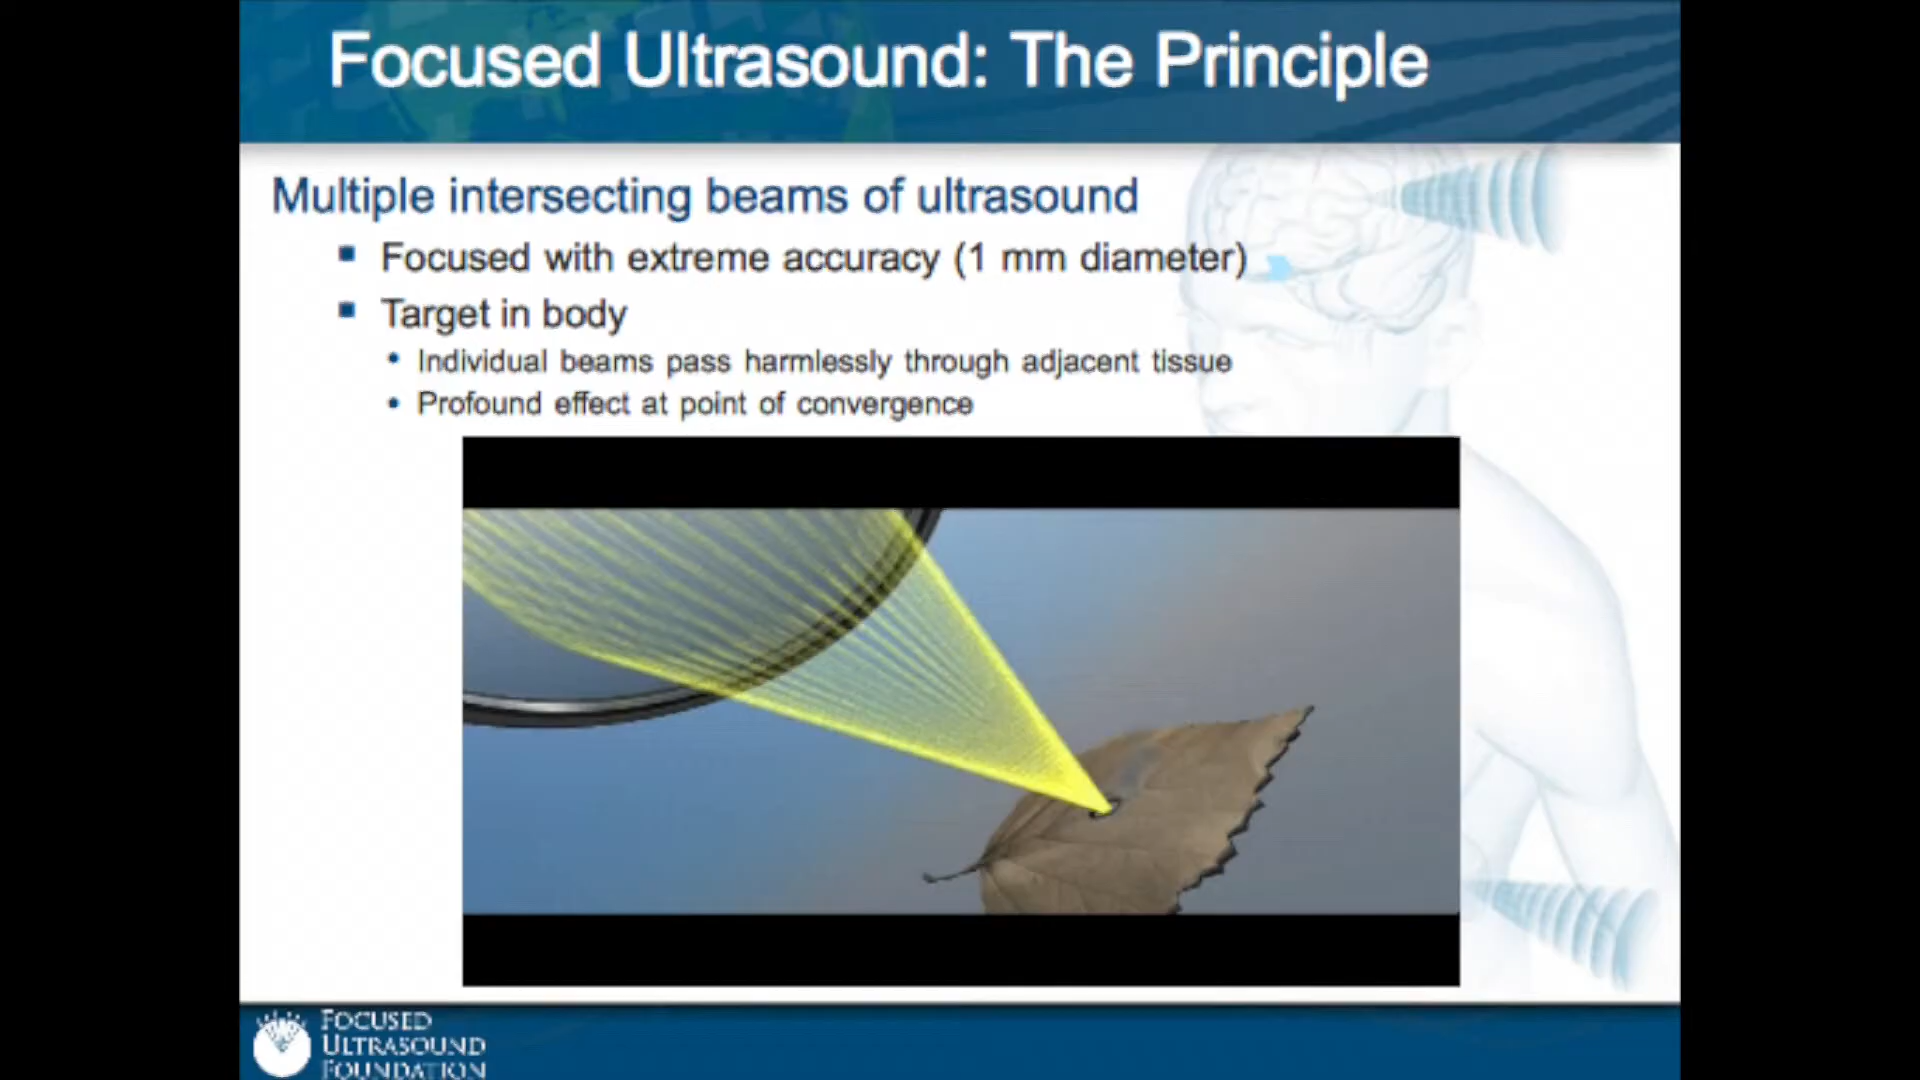 Focused Ultrasound: The Principle
Multiple intersecting beams of ultrasound
Focused with extreme accuracy (1 mm diameter)
Target in body
Individual beams pass harmlessly through adjacent tissue
Profound effect at point of convergence
FOCUSED
ULTRASOUND
FOUNDATION